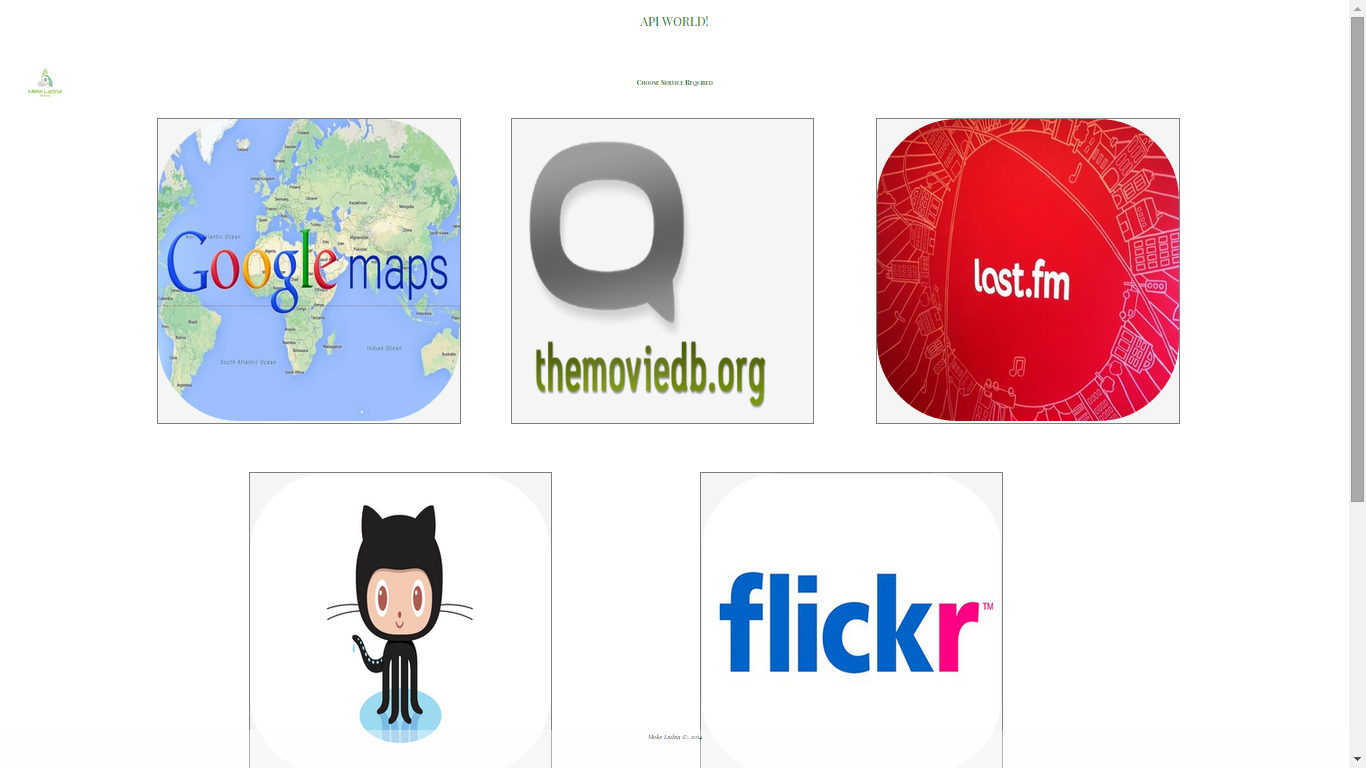 API WORLD!
Meke Ladna
Choose Service Required
Google maps
North Atlantic Ocean
South Atlantic Ocean
Indian Ocean
themoviedb.org
last.fm
flickr™
Meke Ladna ©. 2014